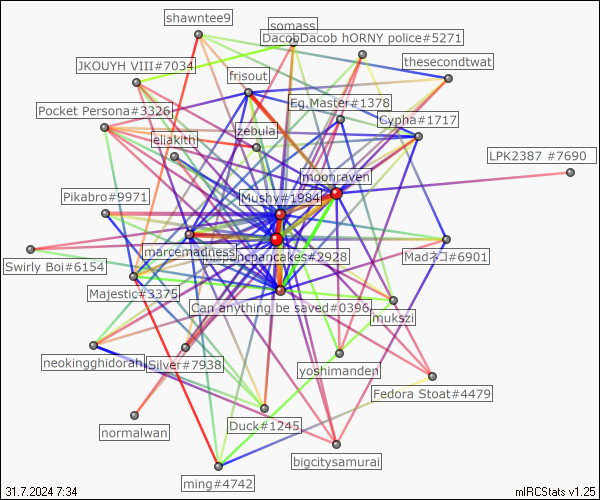 shawntee9
somass
DacobDacob hORNY police#5271
JKOUYH VIII#7034
frisout
thesecondtwat
Pocket Persona#3326
Eg.Master#1378
Cypha#1717
zebula
eliakith
LPK2387 #7690
moonraven
Pikabro#9971
Mushy#1984
marcemadness
pancakes#2928
Madネコ#6901
Swirly Boi#6154
Majestic#3375
Can anything be saved#0396
mukszi
neokingghidorah
Silver#7938
yoshimanden
Fedora Stoat#4479
normalwan
Duck#1245
bigcitysamurai
ming#4742
31.7.2024 7:34
mIRCStats v1.25